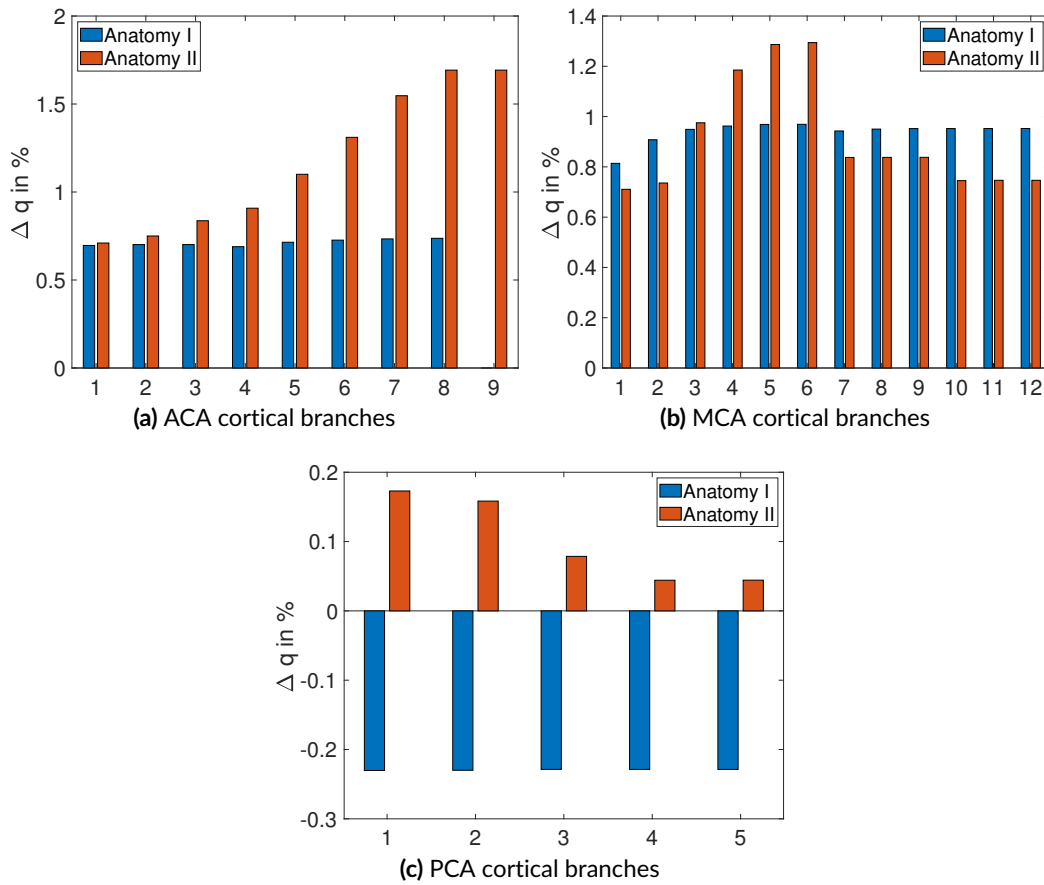 2
1.5
1
0.5
0
Δ q in %
Anatomy I
Anatomy II
1 2 3 4 5 6 7 8 9
(a) ACA cortical branches
1.4
1.2
1
0.8
0.6
0.4
0.2
0
Δ q in %
Anatomy I
Anatomy II
1 2 3 4 5 6 7 8 9 10 11 12
(b) MCA cortical branches
0.2
0.1
0
-0.1
-0.2
-0.3
Δ q in %
Anatomy I
Anatomy II
1 2 3 4 5
(c) PCA cortical branches